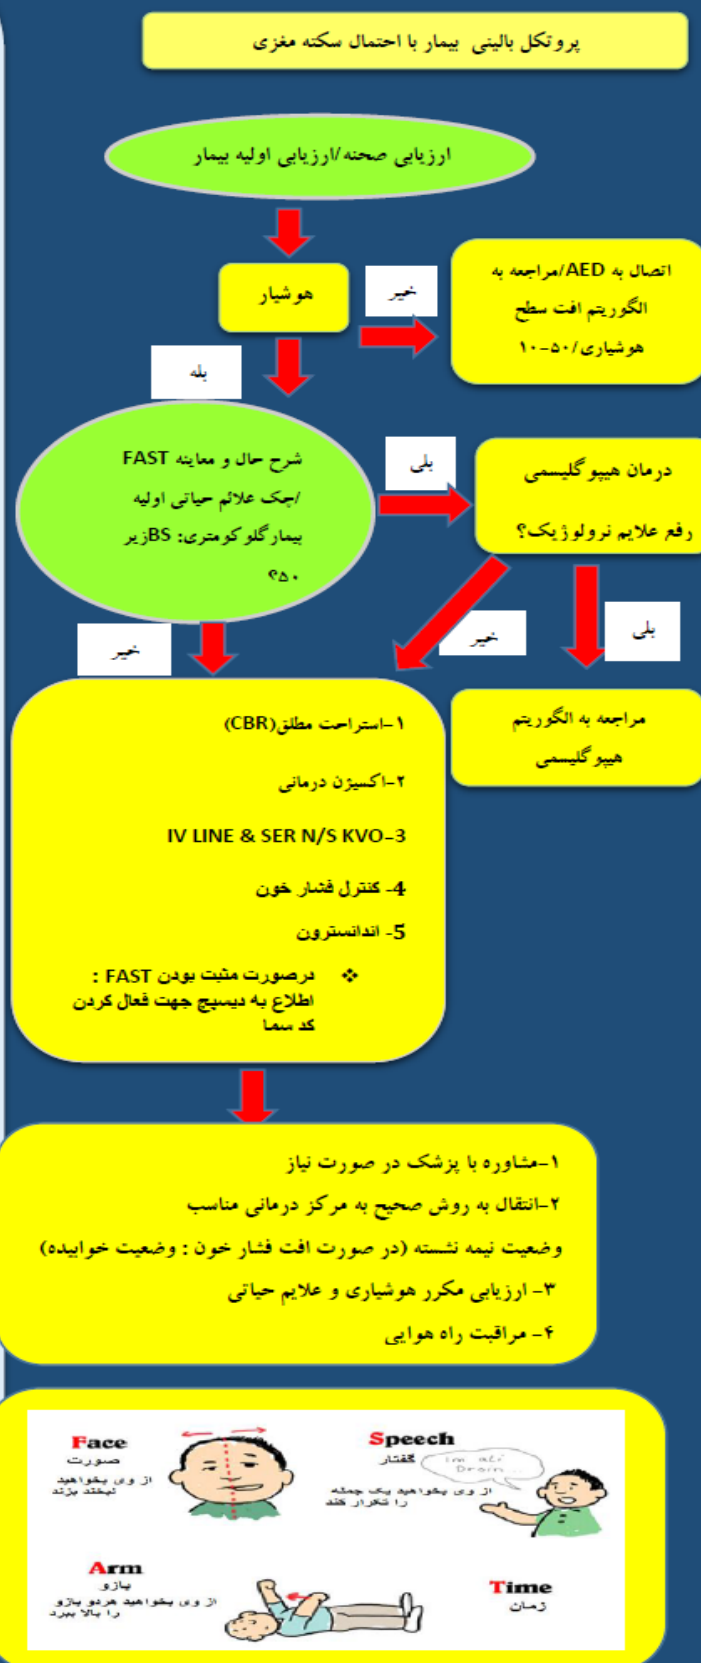 پروتکل بالینی بیمار با احتمال سکته مغزی
ارزیابی صحنه/ارزیابی اولیه بیمار
هوشیار
خیر
اتصال به AED/مراجعه به
الگوریتم افت سطح
هوشیاری/۵۰-۱۰
بله
شرح حال و معاینه FAST
/چک علائم حیاتی اولیه
بیمارگلوکومتری: BSزیر
۵۰؟
بلی
درمان هیپوگلیسمی
رفع علایم نرولوژیک؟
خیر
خیر
بلی
مراجعه به الگوریتم
هیپوگلیسمی
۱-استراحت مطلق(CBR)
۲-اکسیژن درمانی
3-IV LINE & SER N/S KVO
4- کنترل فشار خون
5- اندانسترون
❖ درصورت مثبت بودن FAST :
اطلاع به دیسپچ جهت فعال کردن
کد سما
۱-مشاوره با پزشک در صورت نیاز
۲-انتقال به روش صحیح به مرکز درمانی مناسب
وضعیت نیمه نشسته (در صورت افت فشار خون : وضعیت خوابیده)
۳- ارزیابی مکرر هوشیاری و علایم حیاتی
۴- مراقبت راه هوایی
Face
صورت
از وی بخواهید
لبخند بزند
Speech
گفتار
im ali
از وی بخواهید یک جمله
را تکرار کند
Arm
بازو
از وی بخواهید هردو بازو
را بالا ببرد
Time
زمان